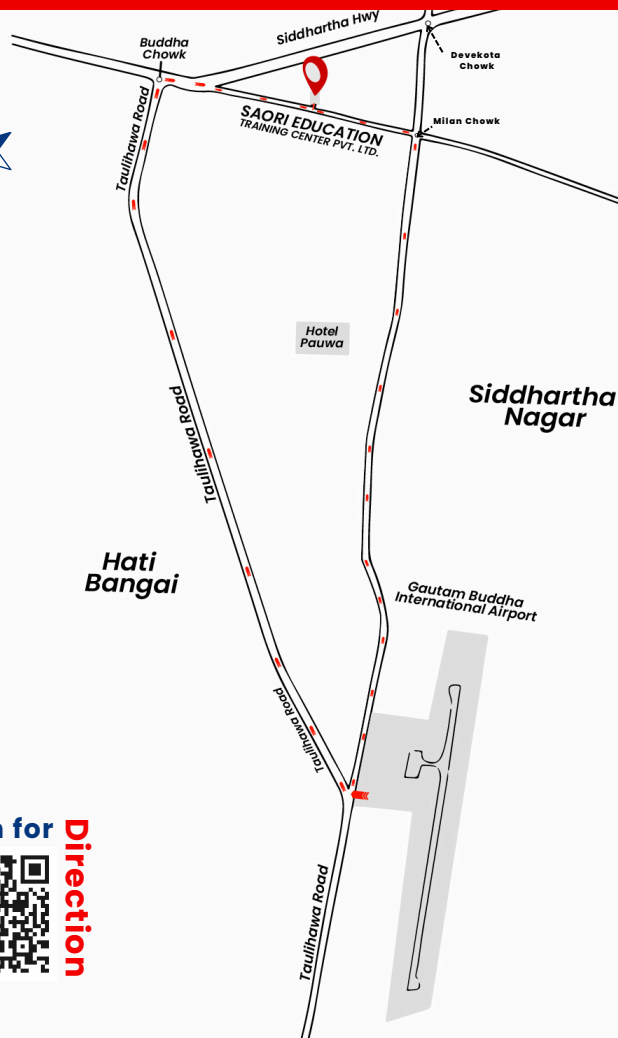 Siddhartha Hwy
Buddha
Chowk
Devekota
Chowk
SAORI EDUCATION
TRAINING CENTER PVT. LTD.
Milan Chowk
Taulihawa Road
Hotel
Pauwa
Siddhartha
Nagar
Taulihawa Road
Hati
Bangai
Gautam Buddha
International Airport
Taulihawa Road
for
Direction
Taulihawa Road